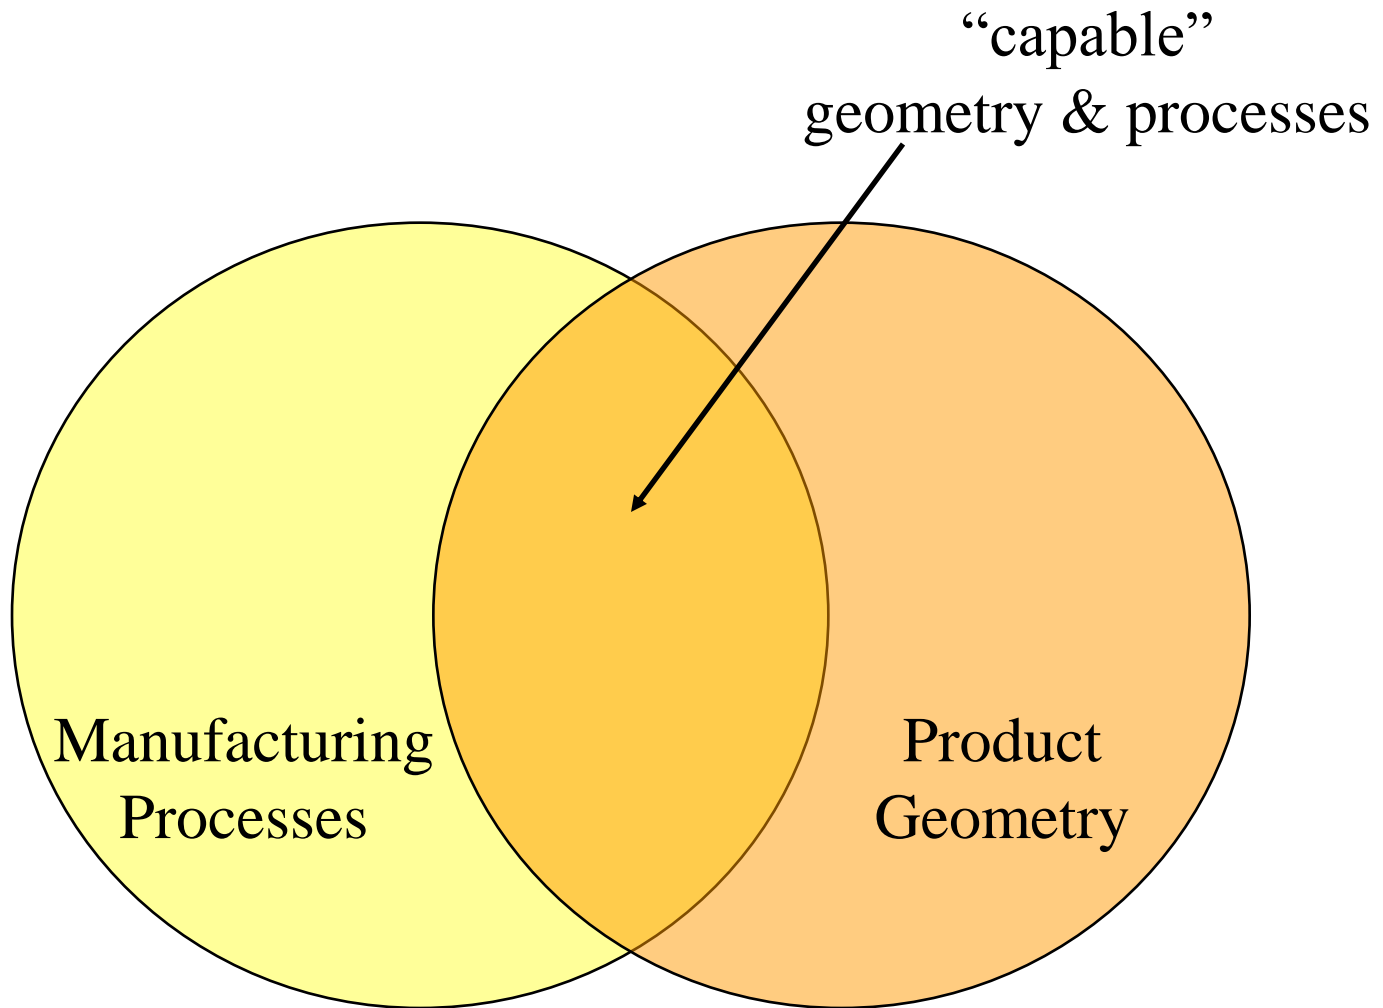 “capable”
geometry & processes
Manufacturing
Processes
Product
Geometry